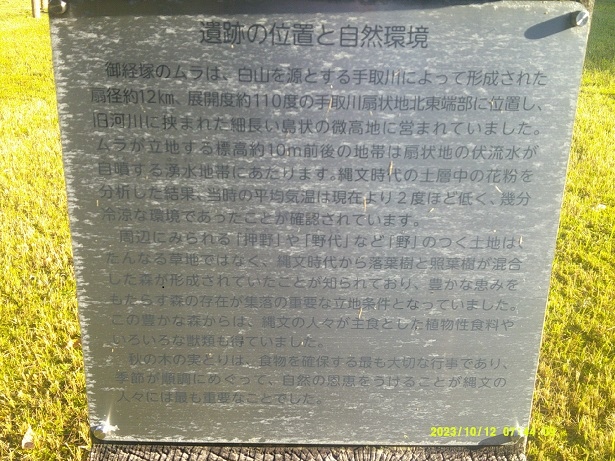 遺跡の位置と自然環境
御経塚のムラは、白山を源とする手取川によって形成された
扇径約12km、展開度約110度の手取川扇状地北東端部に位置し、
旧河川に挟まれた細長い島状の微高地に営まれていました。
ムラが立地する標高約10m前後の地帯は扇状地の伏流水が
自噴する湧水地帯にあたります。縄文時代の土層中の花粉を
分析した結果、当時の平均気温は現在より2度ほど低く、幾分
冷涼な環境であったことが確認されています。
周辺にみられる「押野」や「野代」など「野」のつく土地は、
たんなる草地ではなく、縄文時代から落葉樹と照葉樹が混合
した森が形成されていたことが知られており、豊かな恵みを
もたらす森の存在が集落の重要な立地条件となっていました。
この豊かな森からは、縄文の人々が主食とした植物性食料や
いろいろな獣類も得ていました。
秋の木の実とりは、食物を確保する最も大切な行事であり、
季節が順調にめぐって、自然の恩恵をうけることが縄文の
人々には最も重要なことでした。
2023/10/12